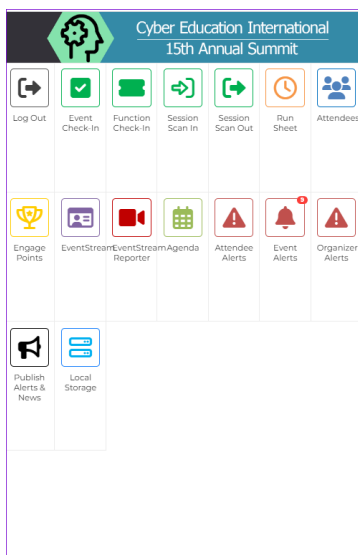 Cyber Education International
15th Annual Summit
Log Out
Event
Check-In
Function
Check-In
Session
Scan In
Session
Scan Out
Run
Sheet
Attendees
Engage
Points
EventStream
EventStream
Reporter
Agenda
Attendee
Alerts
9
Event
Alerts
Organizer
Alerts
Publish
Alerts &
News
Local
Storage